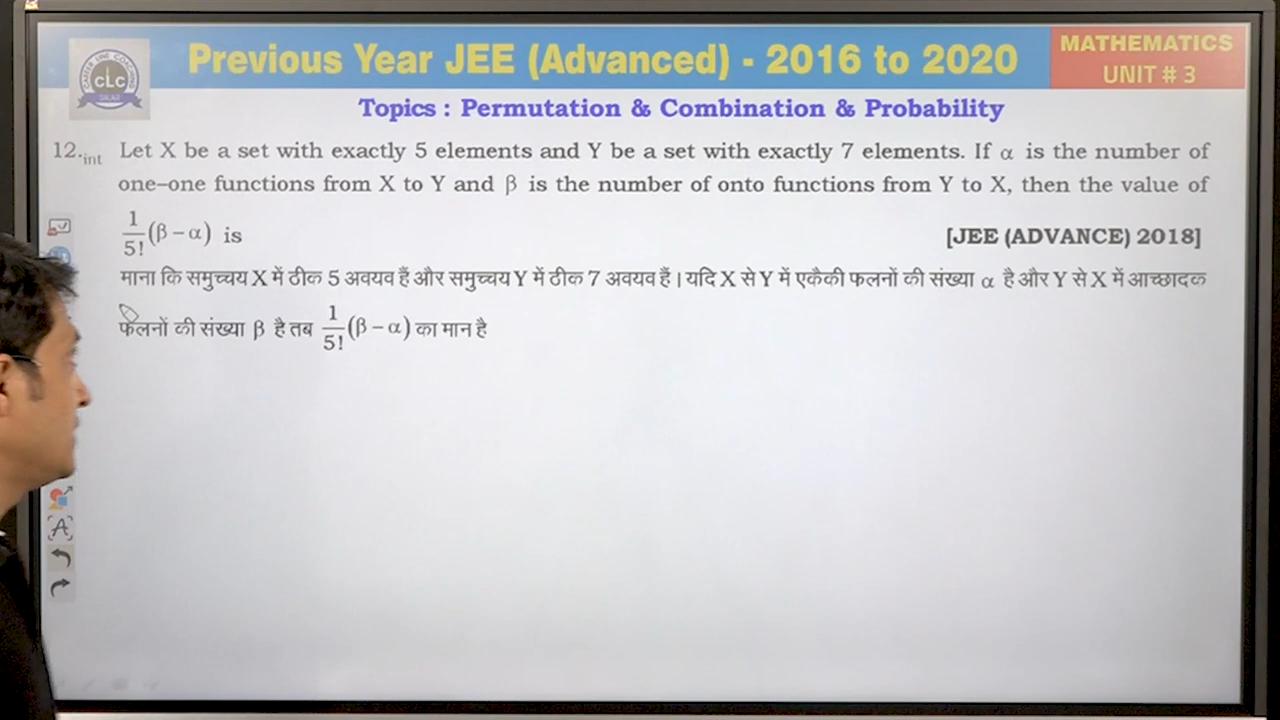 Previous Year JEE (Advanced) - 2016 to 2020
MATHEMATICS
UNIT # 3
CLC
Topics : Permutation & Combination & Probability
12.int Let X be a set with exactly 5 elements and Y be a set with exactly 7 elements. If α is the number of
one–one functions from X to Y and β is the number of onto functions from Y to X, then the value of
1/5! (β – α) is [JEE (ADVANCE) 2018]
माना कि समुच्चय X में ठीक 5 अवयव हैं और समुच्चय Y में ठीक 7 अवयव हैं। यदि X से Y में एकैकी फलनों की संख्या α है और Y से X में आच्छादक
फलनों की संख्या β है तब 1/5! (β – α) का मान है